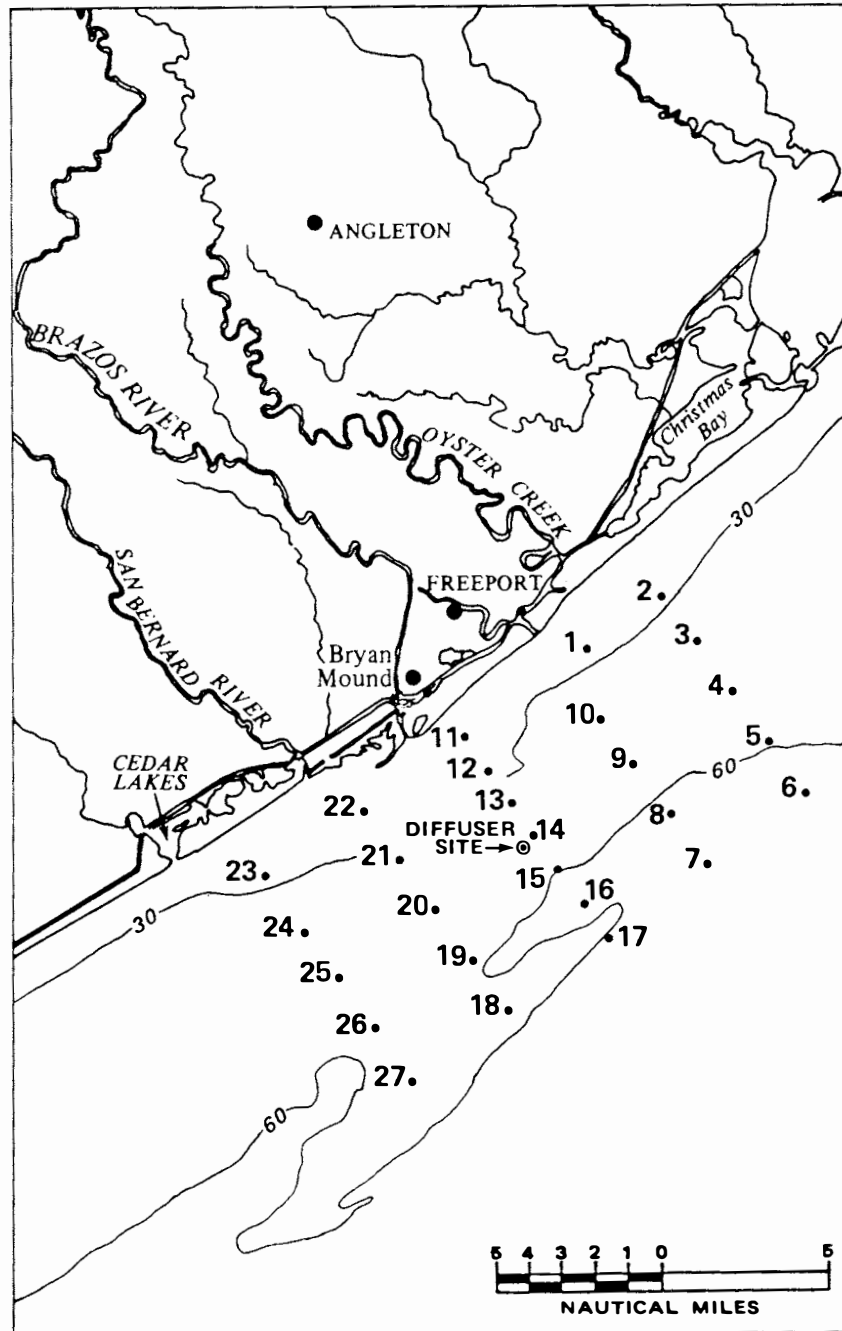 ANGLETON
BRAZOS RIVER
OYSTER CREEK
Christmas
Bay
SAN BERNARD RIVER
FREEPORT
Bryan
Mound
CEDAR
LAKES
30
2
1
3
4
10
5
11
9
60
12
6
13
8
22
14
DIFFUSER
SITE
7
21
15
23
16
20
30
24
17
19
25
18
26
27
60
5 4 3 2 1 0 5
NAUTICAL MILES